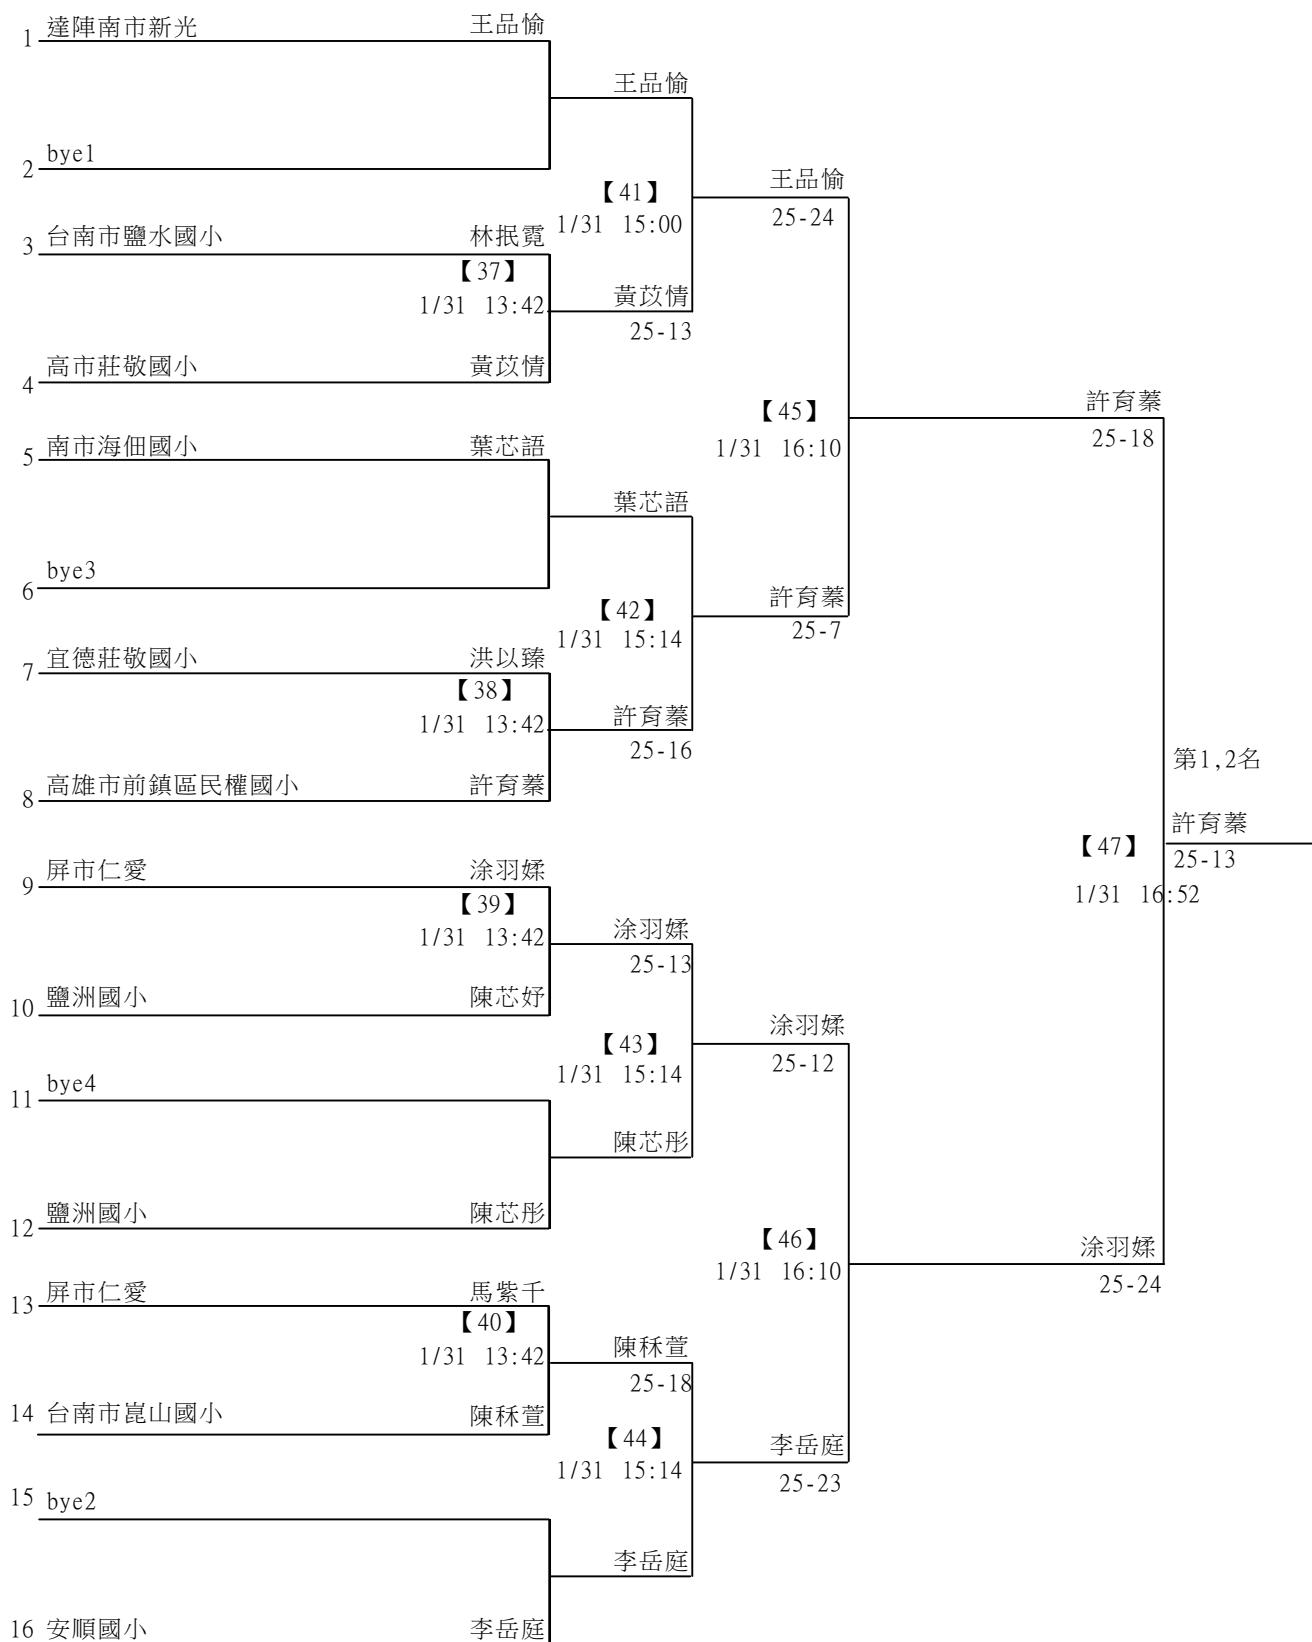 1 達陣南市新光 王品愉
王品愉
2 bye1
【41】
1/31 15:00
王品愉
25-24
3 台南市鹽水國小 林抿霓
【37】
1/31 13:42
黃苡情
25-13
4 高市莊敬國小 黃苡情
【45】
1/31 16:10
許育蓁
25-18
5 南市海佃國小 葉芯語
葉芯語
6 bye3
【42】
1/31 15:14
許育蓁
25-7
7 宜德莊敬國小 洪以臻
【38】
1/31 13:42
許育蓁
25-16
8 高雄市前鎮區民權國小 許育蓁
第1,2名
【47】
1/31 16:52
許育蓁
25-13
9 屏市仁愛 涂羽媃
【39】
1/31 13:42
涂羽媃
25-13
10 鹽洲國小 陳芯妤
【43】
1/31 15:14
涂羽媃
25-12
11 bye4
陳芯彤
12 鹽洲國小 陳芯彤
【46】
1/31 16:10
涂羽媃
25-24
13 屏市仁愛 馬紫千
【40】
1/31 13:42
陳秝萱
25-18
14 台南市崑山國小 陳秝萱
【44】
1/31 15:14
李岳庭
25-23
15 bye2
李岳庭
16 安順國小 李岳庭